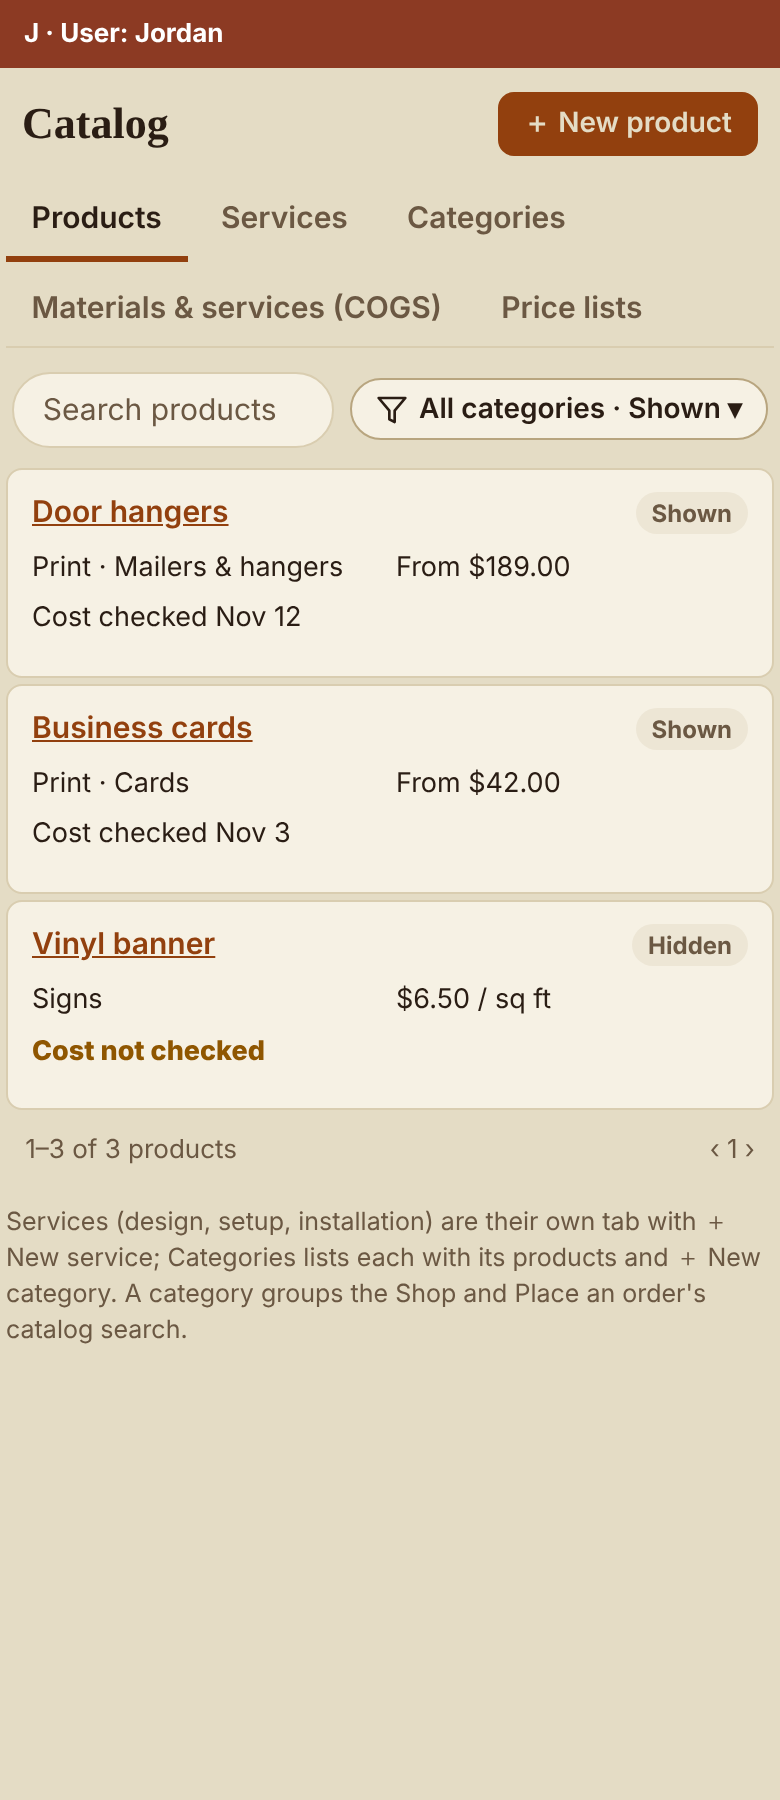 J · User: Jordan
Catalog
+ New product
Products Services Categories
Materials & services (COGS) Price lists
Search products
All categories · Shown ▾
Door hangers
Shown
Print · Mailers & hangers From $189.00
Cost checked Nov 12
Business cards
Shown
Print · Cards From $42.00
Cost checked Nov 3
Vinyl banner
Hidden
Signs $6.50 / sq ft
Cost not checked
1–3 of 3 products ‹ 1 ›
Services (design, setup, installation) are their own tab with +
New service; Categories lists each with its products and + New
category. A category groups the Shop and Place an order's
catalog search.